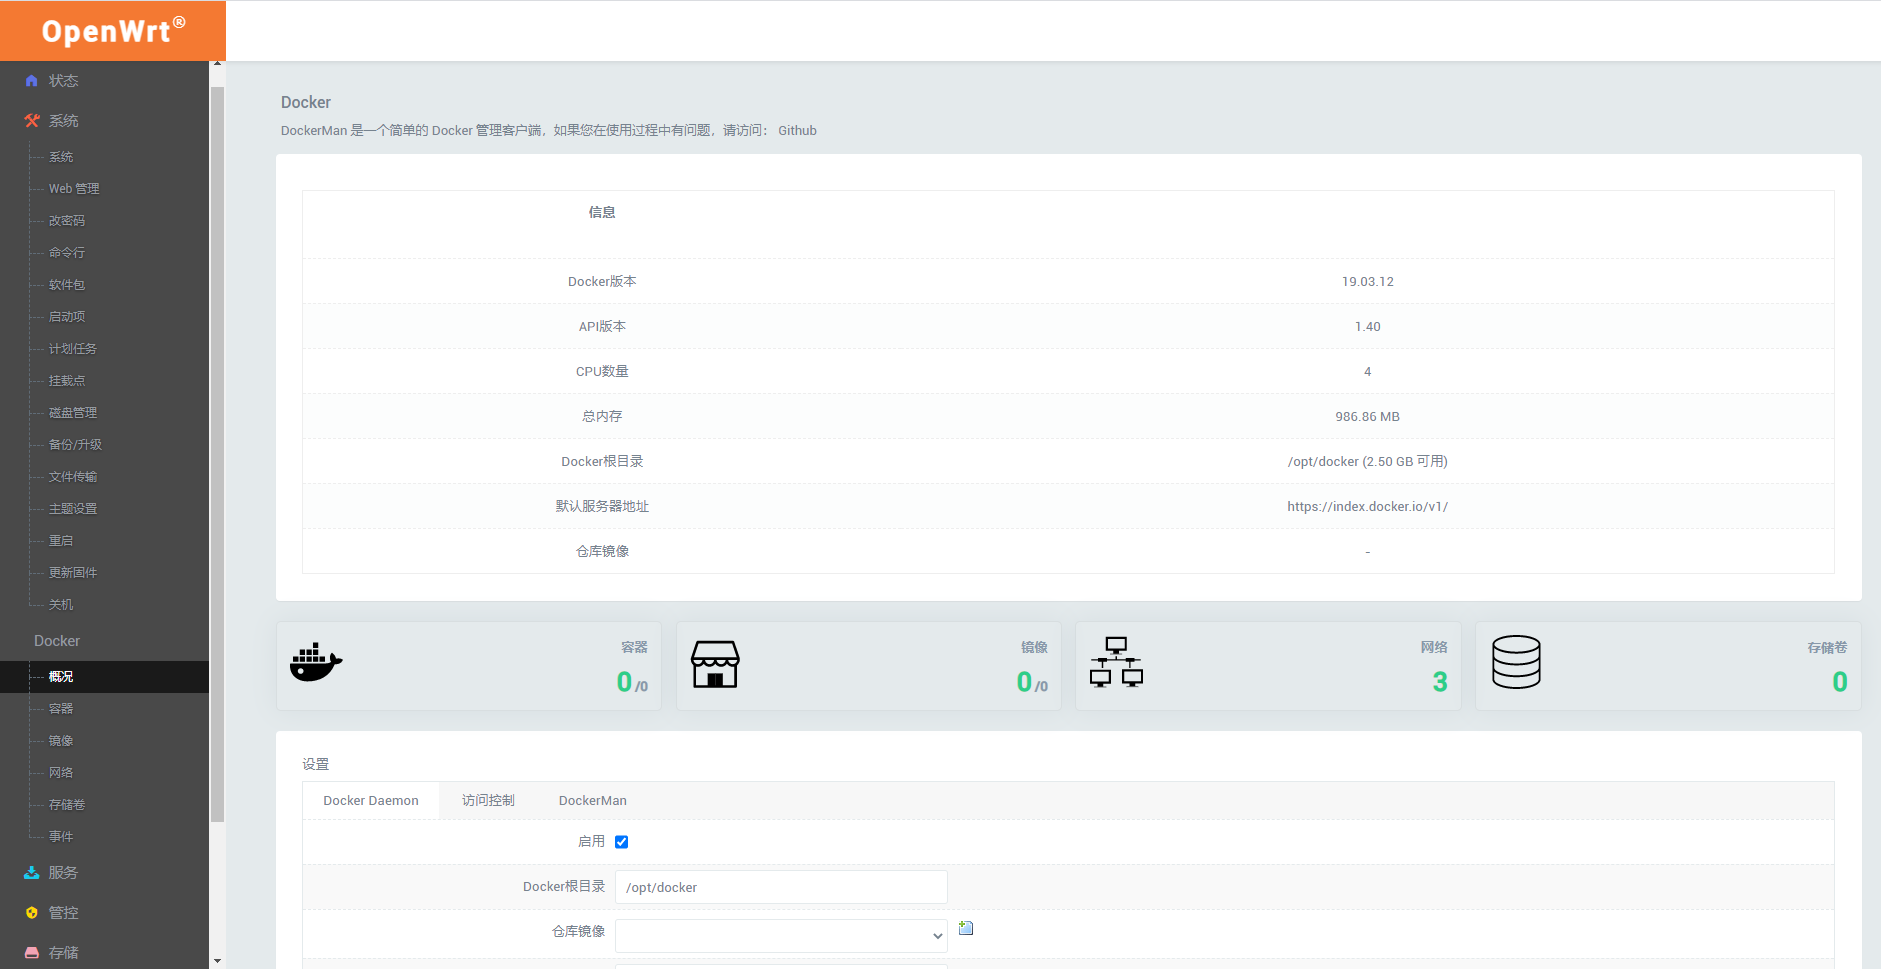 OpenWrt®
状态
系统
系统
Web 管理
改密码
命令行
软件包
启动项
计划任务
挂载点
磁盘管理
备份/升级
文件传输
主题设置
重启
更新固件
关机
Docker
概况
容器
镜像
网络
存储卷
事件
服务
管控
存储
Docker
DockerMan 是一个简单的 Docker 管理客户端，如果您在使用过程中有问题，请访问： Github
信息
Docker版本 19.03.12
API版本 1.40
CPU数量 4
总内存 986.86 MB
Docker根目录 /opt/docker (2.50 GB 可用)
默认服务器地址 https://index.docker.io/v1/
仓库镜像 -
容器
0/0
镜像
0/0
网络
3
存储卷
0
设置
Docker Daemon 访问控制 DockerMan
启用
Docker根目录 /opt/docker
仓库镜像